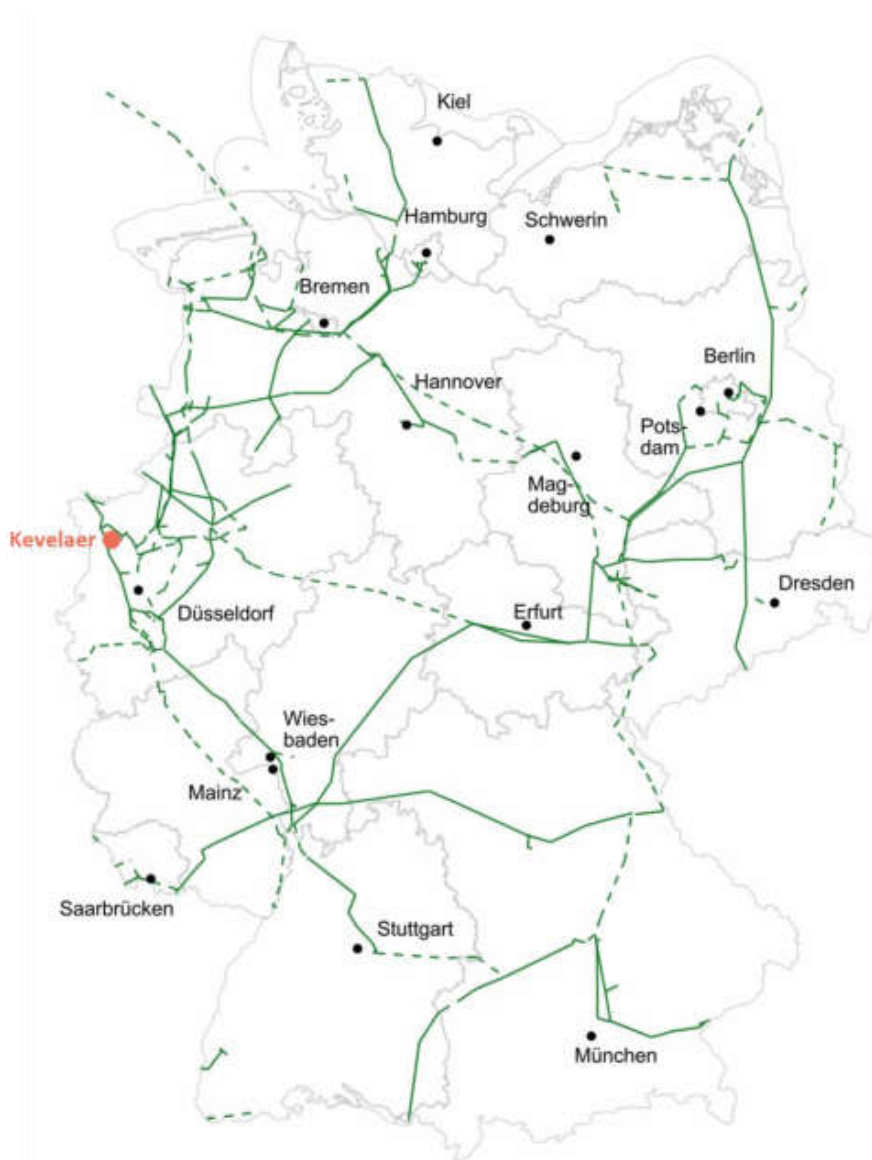 Kiel
Hamburg
Schwerin
Bremen
Berlin
Hannover
Pots-
dam
Mag-
deburg
Kevelaer
Dresden
Düsseldorf
Erfurt
Wies-
baden
Mainz
Saarbrücken
Stuttgart
München